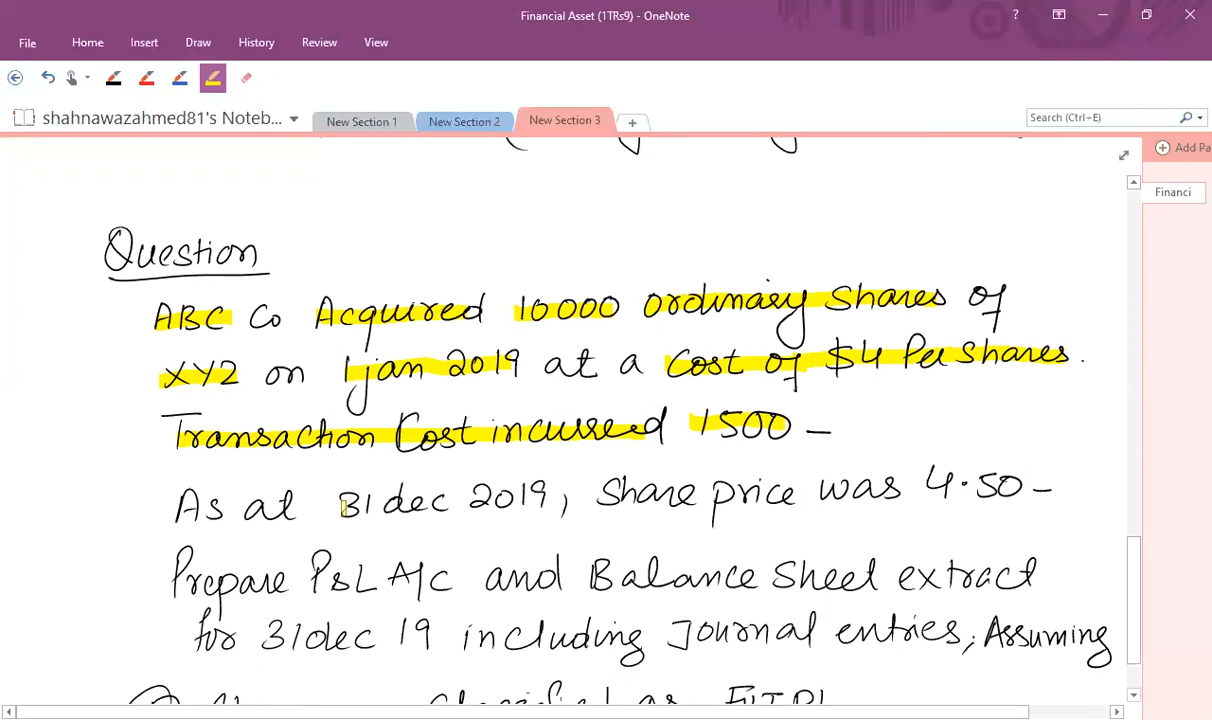 Financial Asset (1TRs9) - OneNote
?
File
Home
Insert
Draw
History
Review
View
shahnawazahmed81's Noteb...
New Section 1
New Section 2
New Section 3
+
Search (Ctrl+E)
Add Pa
Financi
Question
ABC Co Acquired 10000 ordinary Shares of
XYZ on 1 jan 2019 at a Cost of $4 Per Shares.
Transaction Cost incurred 1500 -
As at 31 dec 2019, Share price was 4.50 -
Prepare P&L A/c and Balance Sheet extract
for 31 dec 19 including Journal entries, Assuming
classified as FVTPL